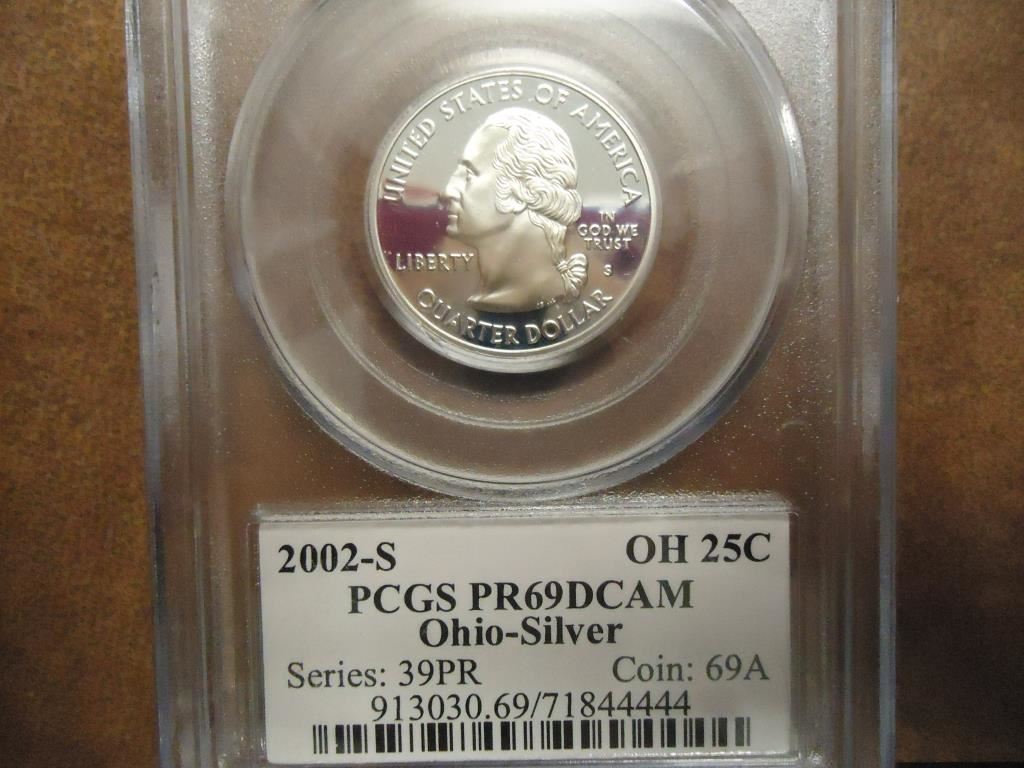 UNITED STATES OF AMERICA
IN
GOD WE
TRUST
LIBERTY
S
QUARTER DOLLAR
2002-S OH 25C
PCGS PR69DCAM
Ohio-Silver
Series: 39PR Coin: 69A
913030.69/71844444